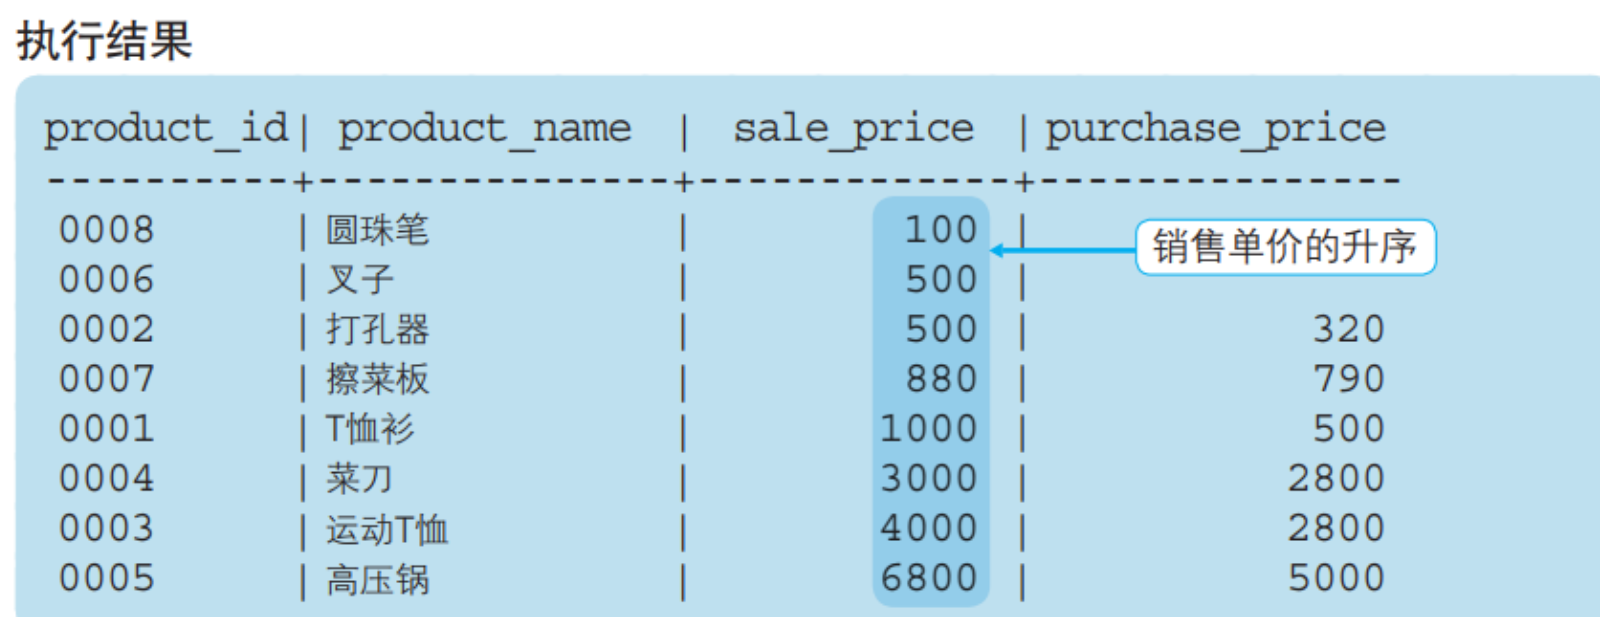 执行结果
product_id| product_name | sale_price |purchase_price
----------+---------------+-------------+---------------
0008 | 圆珠笔 | 100 |
销售单价的升序
0006 | 叉子 | 500 |
0002 | 打孔器 | 500 | 320
0007 | 擦菜板 | 880 | 790
0001 | T恤衫 | 1000 | 500
0004 | 菜刀 | 3000 | 2800
0003 | 运动T恤 | 4000 | 2800
0005 | 高压锅 | 6800 | 5000